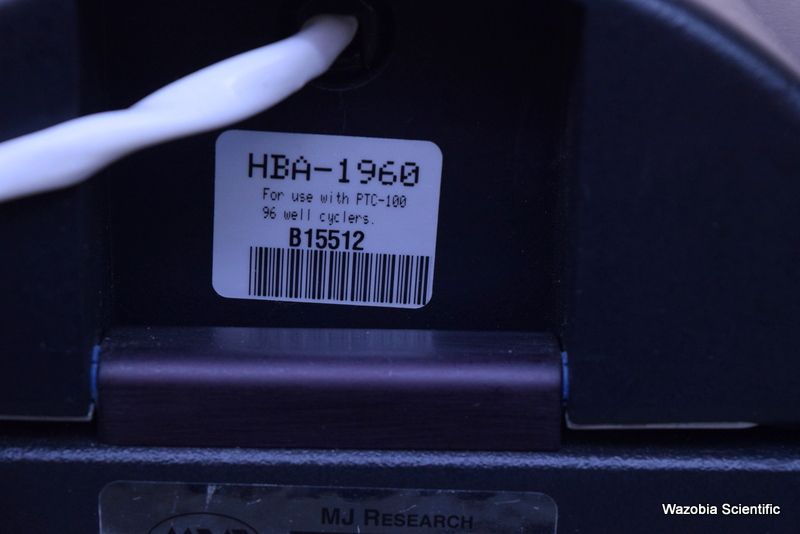 HBA-1960
For use with PTC-100
96 well cyclers.
B15512
MJ RESEARCH
Wazobia Scientific